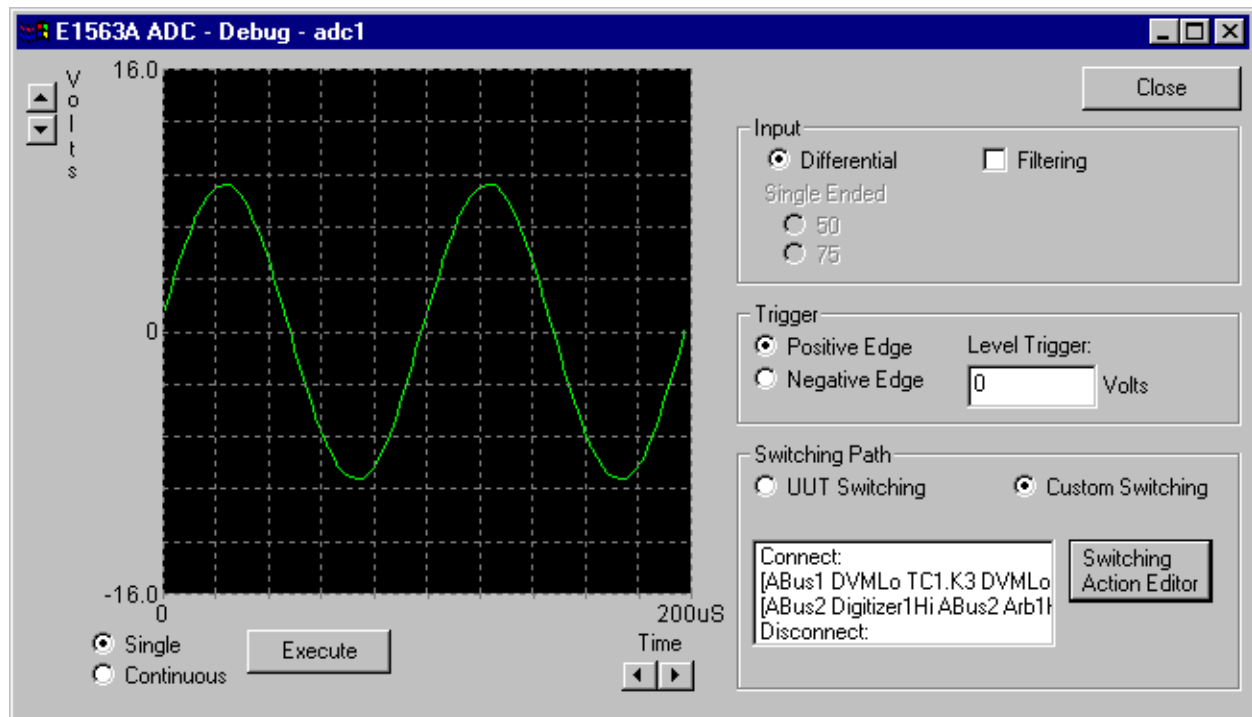 E1563A ADC - Debug - adc1
Volts
16.0
0
-16.0
0
200uS
Single
Continuous
Execute
Time
Close
Input
Differential
Filtering
Single Ended
50
75
Trigger
Positive Edge
Negative Edge
Level Trigger:
0
Volts
Switching Path
UUT Switching
Custom Switching
Connect:
[ABus1 DVMLo TC1.K3 DVMLo
[ABus2 Digitizer1Hi ABus2
Disconnect:
Switching
Action Editor